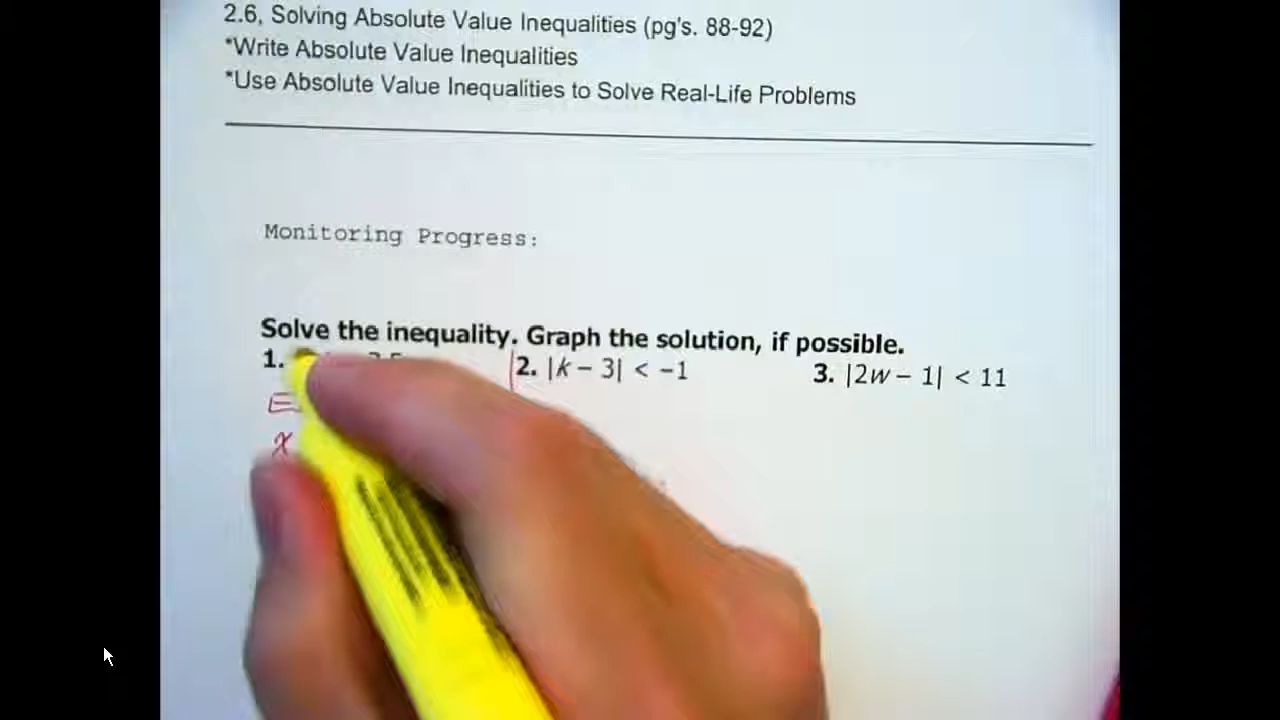 2.6, Solving Absolute Value Inequalities (pg's. 88-92)
*Write Absolute Value Inequalities
*Use Absolute Value Inequalities to Solve Real-Life Problems
Monitoring Progress:
Solve the inequality. Graph the solution, if possible.
1. 2. |k – 3| < –1 3. |2w – 1| < 11
x